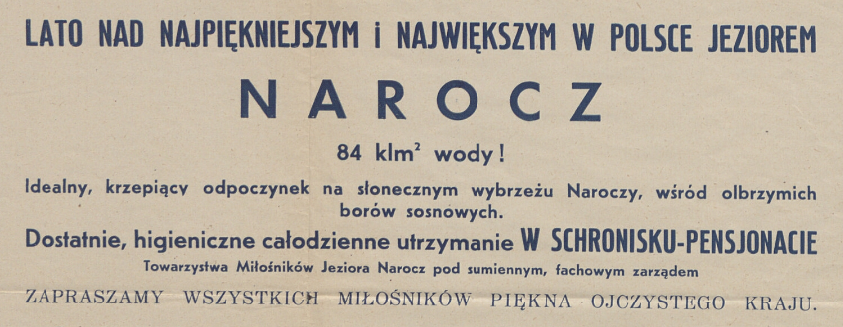 LATO NAD NAJPIĘKNIEJSZYM i NAJWIĘKSZYM W POLSCE JEZIOREM
NAROCZ
84 klm² wody!
Idealny, krzepiący odpoczynek na słonecznym wybrzeżu Naroczy, wśród olbrzymich
borów sosnowych.
Dostatnie, higieniczne całodzienne utrzymanie W SCHRONISKU-PENSJONACIE
Towarzystwa Miłośników Jeziora Narocz pod sumiennym, fachowym zarządem
ZAPRASZAMY WSZYSTKICH MIŁOŚNIKÓW PIĘKNA OJCZYSTEGO KRAJU.